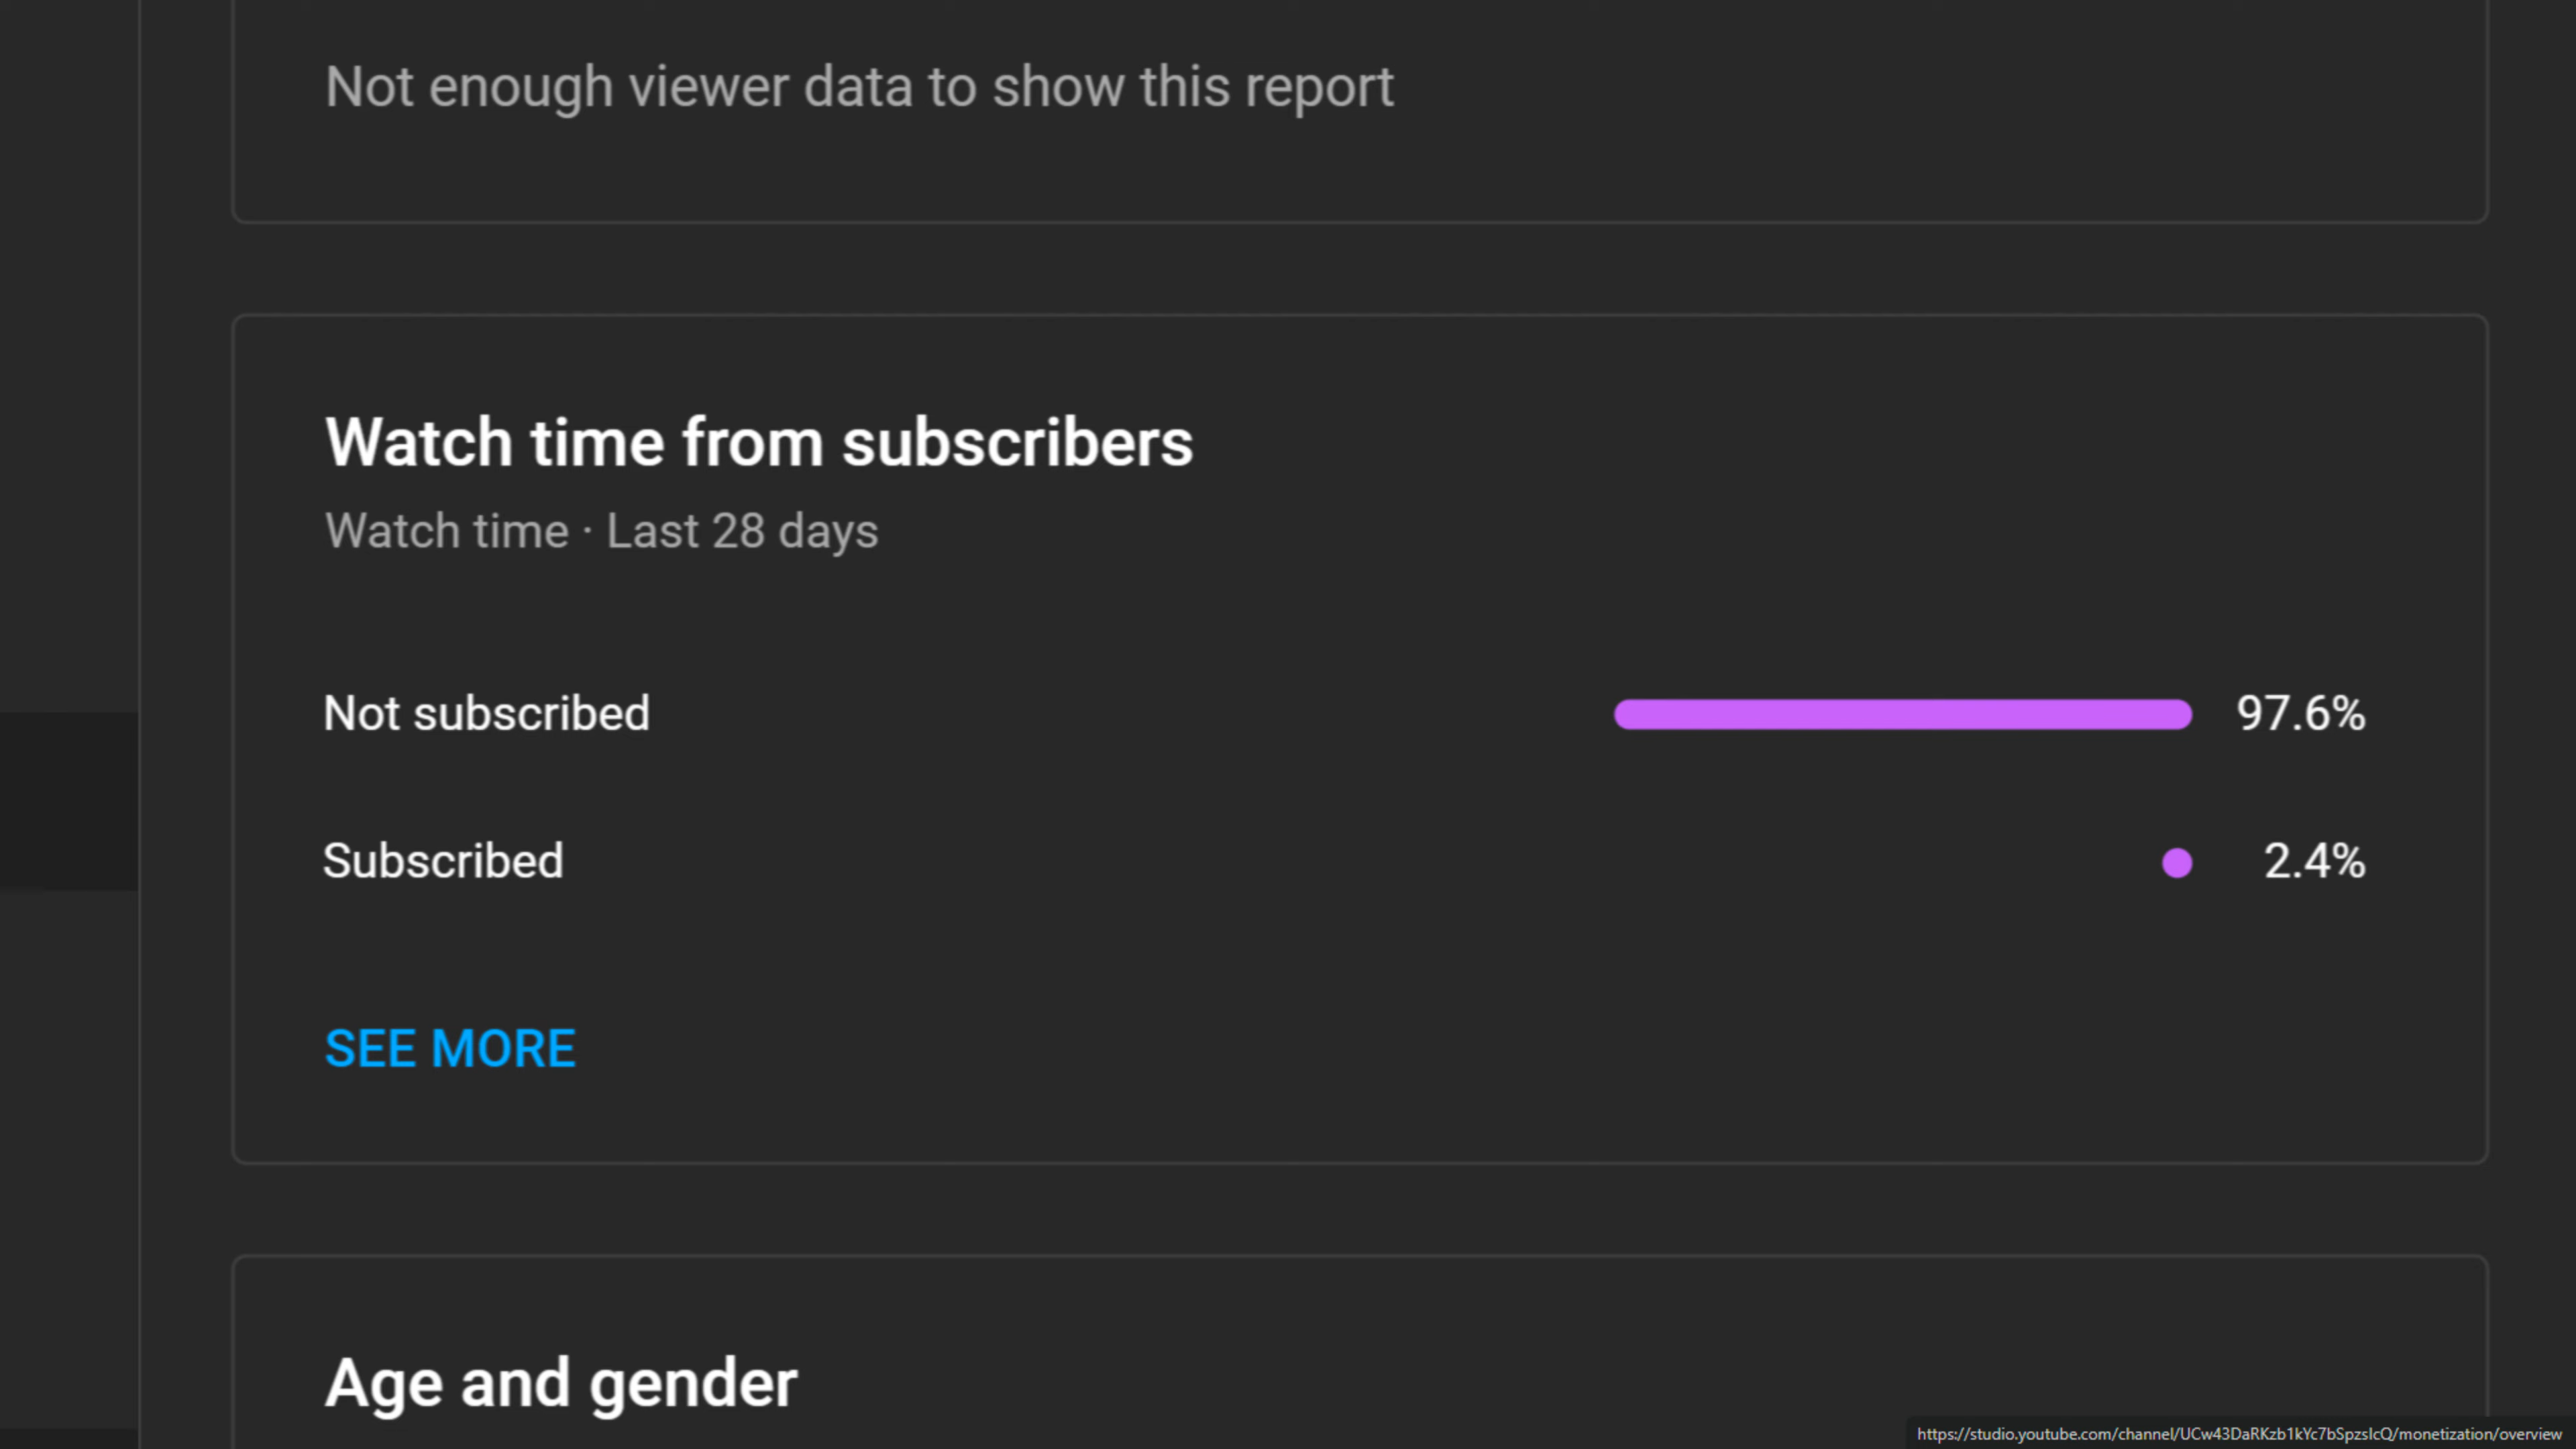 Not enough viewer data to show this report
Watch time from subscribers
Watch time · Last 28 days
Not subscribed 97.6%
Subscribed 2.4%
SEE MORE
Age and gender
https://studio.youtube.com/channel/UCw43DaRKzb1kYc7bSpzsIcQ/monetization/overview